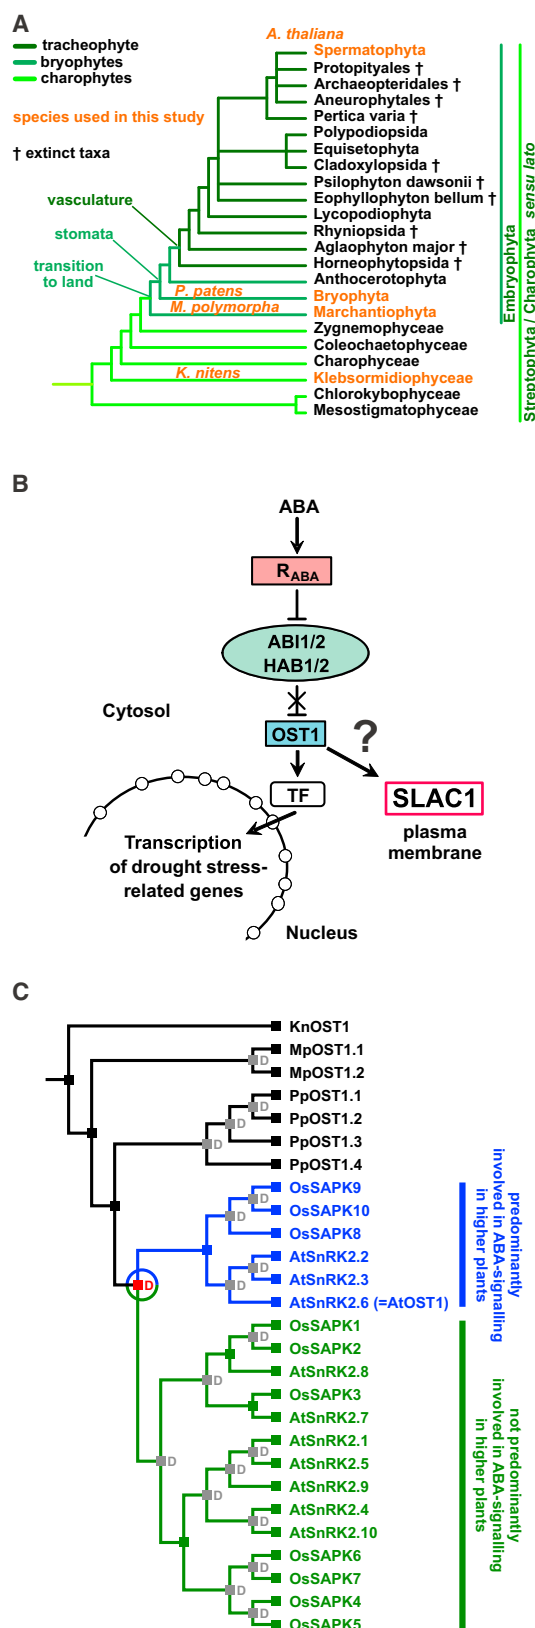 A
A. thaliana
tracheophyte
bryophytes
charophytes
species used in this study
† extinct taxa
vasculature
stomata
transition
to land
P. patens
M. polymorpha
K. nitens
Spermatophyta
Protopityales †
Archaeopteridales †
Aneurophytales †
Pertica varia †
Polypodiopsida
Equisetophyta
Cladoxylopsida †
Psilophyton dawsonii †
Eophyllophyton bellum †
Lycopodiophyta
Rhyniopsida †
Aglaophyton major †
Horneophytopsida †
Anthocerotophyta
Bryophyta
Marchantiophyta
Zygnemophyceae
Coleochaetophyceae
Charophyceae
Klebsormidiophyceae
Chlorokybophyceae
Mesostigmatophyceae
Embryophyta
Streptophyta / Charophyta sensu lato
B
ABA
RABA
ABI1/2
HAB1/2
Cytosol
OST1
?
TF
SLAC1
plasma
membrane
Transcription
of drought stress-
related genes
Nucleus
C
KnOST1
MpOST1.1
D
MpOST1.2
PpOST1.1
D
PpOST1.2
D
PpOST1.3
D
PpOST1.4
OsSAPK9
D
OsSAPK10
D
OsSAPK8
AtSnRK2.2
D
AtSnRK2.3
D
AtSnRK2.6 (=AtOST1)
D
OsSAPK1
D
OsSAPK2
AtSnRK2.8
D
OsSAPK3
AtSnRK2.7
AtSnRK2.1
D
AtSnRK2.5
D
D
AtSnRK2.9
D
AtSnRK2.4
D
AtSnRK2.10
OsSAPK6
D
OsSAPK7
D
OsSAPK4
D
OsSAPK5
predominantly
involved in ABA-signalling
in higher plants
not predominantly
involved in ABA-signalling
in higher plants